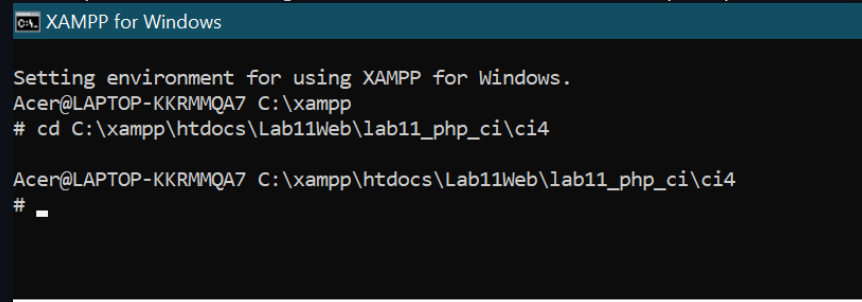 XAMPP for Windows
Setting environment for using XAMPP for Windows.
Acer@LAPTOP-KKRMMQA7 C:\xampp
# cd C:\xampp\htdocs\Lab11Web\lab11_php_ci\ci4
Acer@LAPTOP-KKRMMQA7 C:\xampp\htdocs\Lab11Web\lab11_php_ci\ci4
#